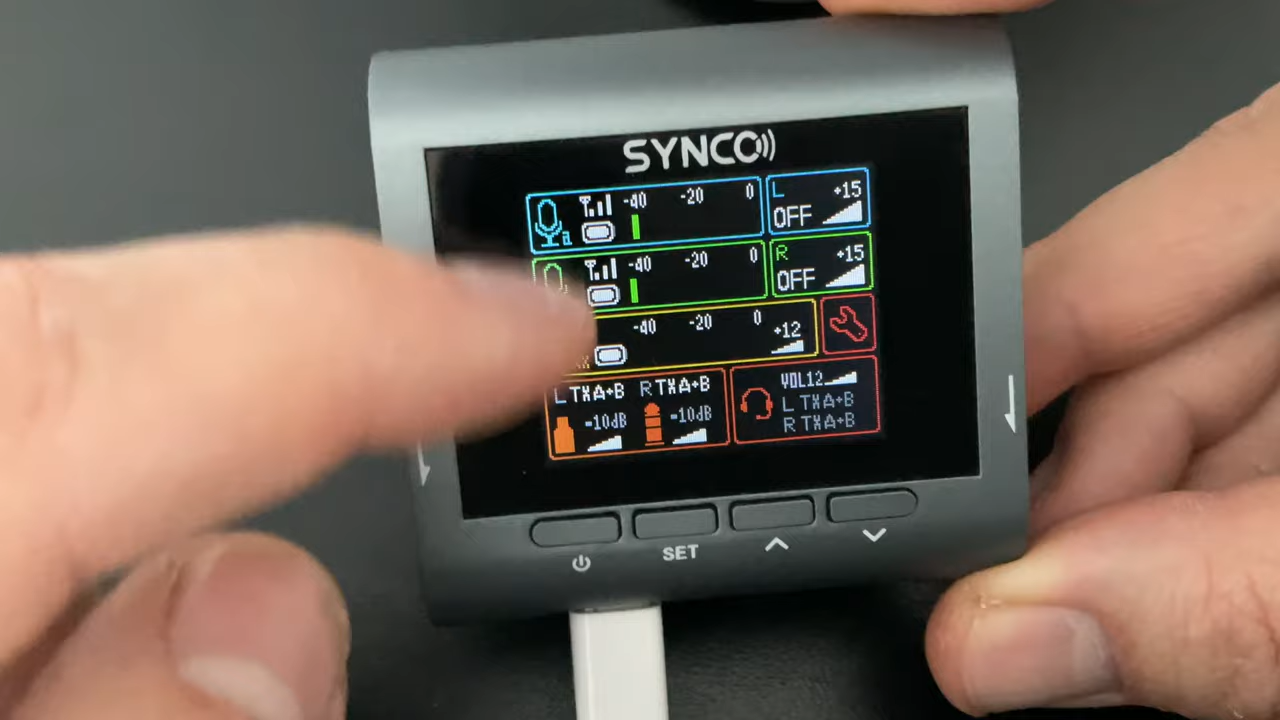 SYNCO
a -40 -20 0 L +15
OFF
-40 -20 0 R +15
OFF
-40 -20 0 +12
L TXA+B R TXA+B VOL12
-10dB -10dB L TXA+B
R TXA+B
SET